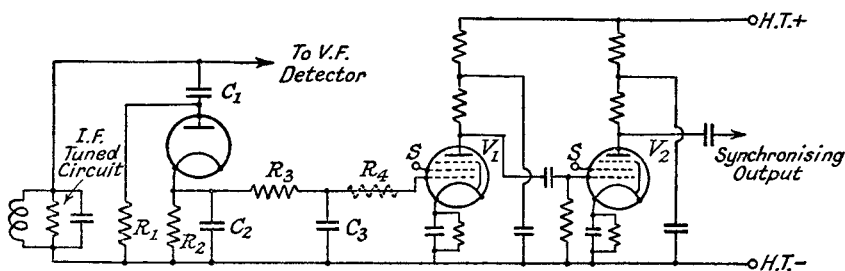 To V.F.
Detector
H.T.+
C1
I.F.
Tuned
Circuit
S
V1
S
V2
Synchronising
Output
R3
R4
R1
R2
C2
C3
H.T.-